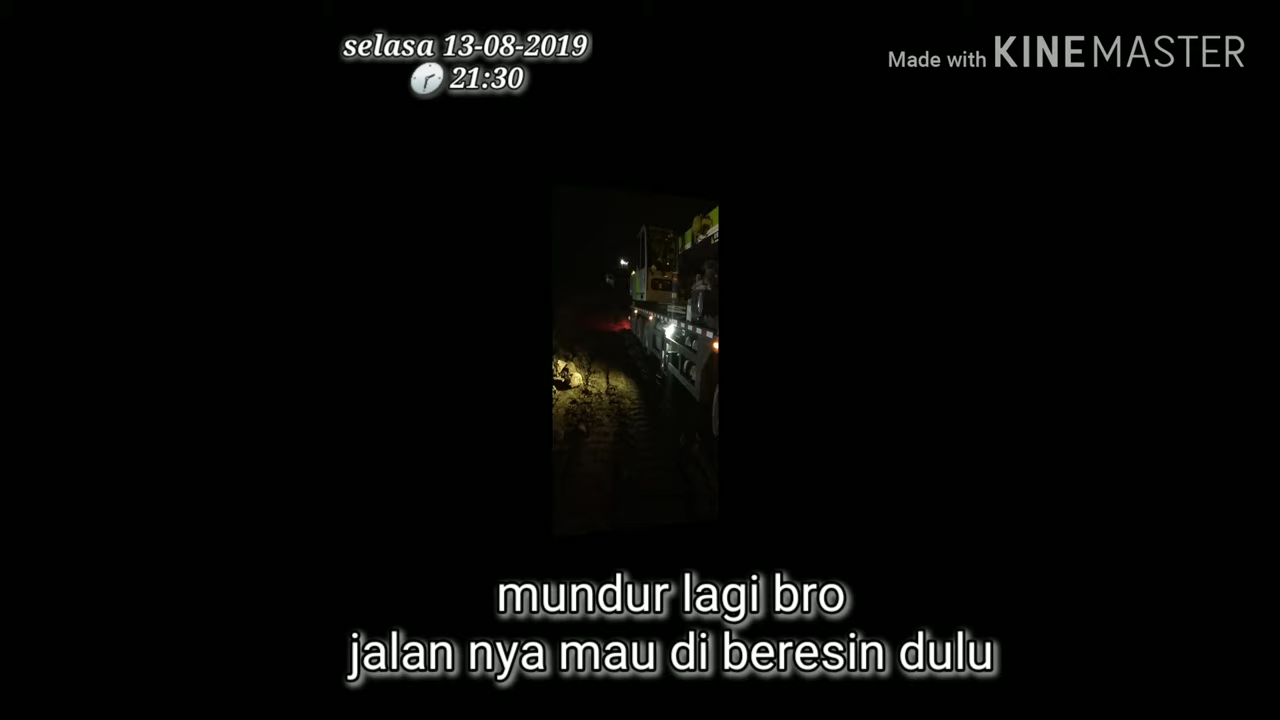 selasa 13-08-2019
21:30
Made with KINEMASTER
mundur lagi bro
jalan nya mau di beresin dulu